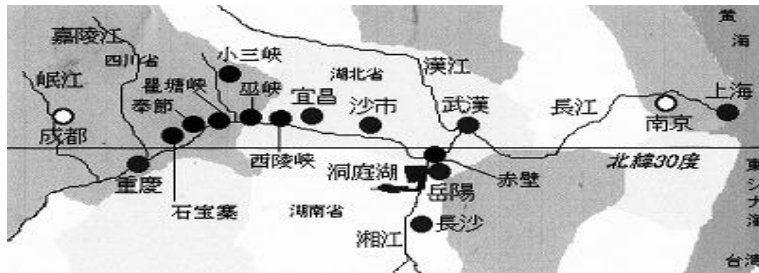 嘉陵江
岷江
四川省
成都
重慶
瞿塘峡
奉節
石宝寨
小三峡
巫峡
西陵峡
宜昌
湖北省
沙市
漢江
武漢
洞庭湖
岳陽
赤壁
湖南省
湘江
長沙
長江
南京
上海
黄海
北緯30度
東シナ海
台湾